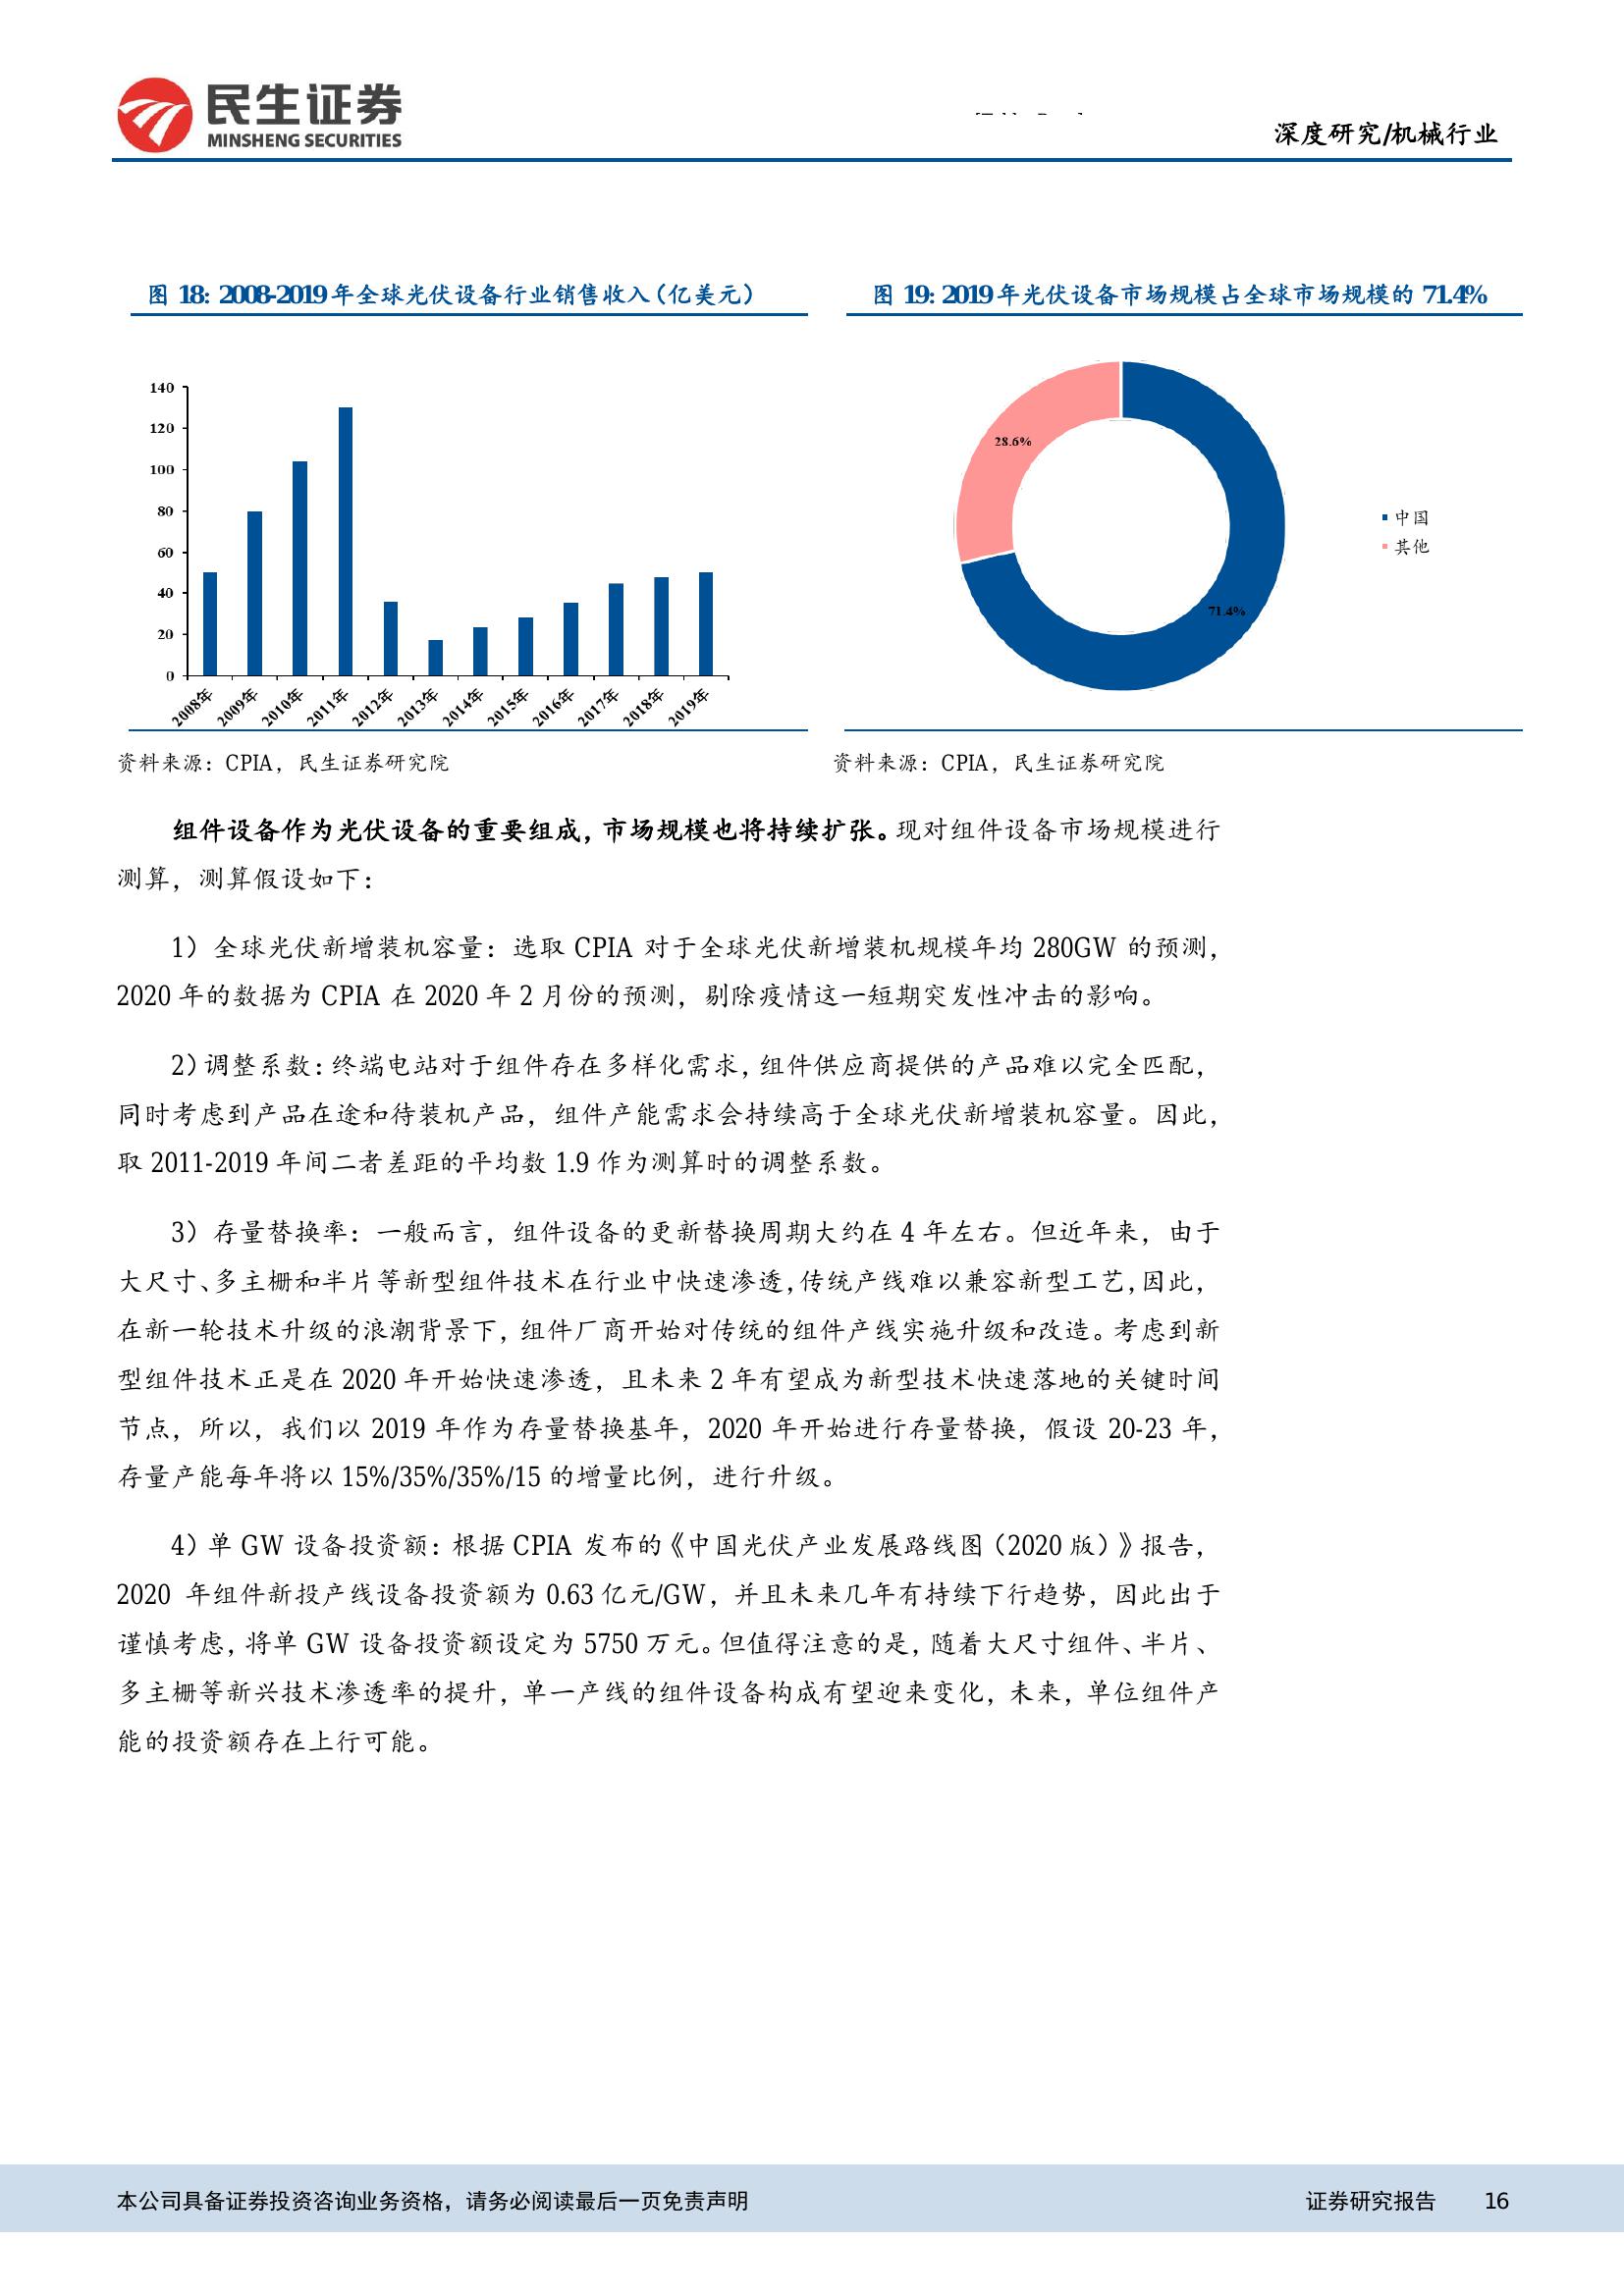 民生证券
MINSHENG SECURITIES
深度研究/机械行业
图 18: 2008-2019 年全球光伏设备行业销售收入（亿美元）
140
120
100
80
60
40
20
0
2008年
2009年
2010年
2011年
2012年
2013年
2014年
2015年
2016年
2017年
2018年
2019年
资料来源：CPIA，民生证券研究院
图 19: 2019 年光伏设备市场规模占全球市场规模的 71.4%
28.6%
71.4%
中国
其他
资料来源：CPIA，民生证券研究院
组件设备作为光伏设备的重要组成，市场规模也将持续扩张。现对组件设备市场规模进行
测算，测算假设如下：
1）全球光伏新增装机容量：选取 CPIA 对于全球光伏新增装机规模年均 280GW 的预测，
2020 年的数据为 CPIA 在 2020 年 2 月份的预测，剔除疫情这一短期突发性冲击的影响。
2）调整系数：终端电站对于组件存在多样化需求，组件供应商提供的产品难以完全匹配，
同时考虑到产品在途和待装机产品，组件产能需求会持续高于全球光伏新增装机容量。因此，
取 2011-2019 年间二者差距的平均数 1.9 作为测算时的调整系数。
3）存量替换率：一般而言，组件设备的更新替换周期大约在 4 年左右。但近年来，由于
大尺寸、多主栅和半片等新型组件技术在行业中快速渗透，传统产线难以兼容新型工艺，因此，
在新一轮技术升级的浪潮背景下，组件厂商开始对传统的组件产线实施升级和改造。考虑到新
型组件技术正是在 2020 年开始快速渗透，且未来 2 年有望成为新型技术快速落地的关键时间
节点，所以，我们以 2019 年作为存量替换基年，2020 年开始进行存量替换，假设 20-23 年，
存量产能每年将以 15%/35%/35%/15 的增量比例，进行升级。
4）单 GW 设备投资额：根据 CPIA 发布的《中国光伏产业发展路线图（2020 版）》报告，
2020 年组件新投产线设备投资额为 0.63 亿元/GW，并且未来几年有持续下行趋势，因此出于
谨慎考虑，将单 GW 设备投资额设定为 5750 万元。但值得注意的是，随着大尺寸组件、半片、
多主栅等新兴技术渗透率的提升，单一产线的组件设备构成有望迎来变化，未来，单位组件产
能的投资额存在上行可能。
本公司具备证券投资咨询业务资格，请务必阅读最后一页免责声明
证券研究报告 16